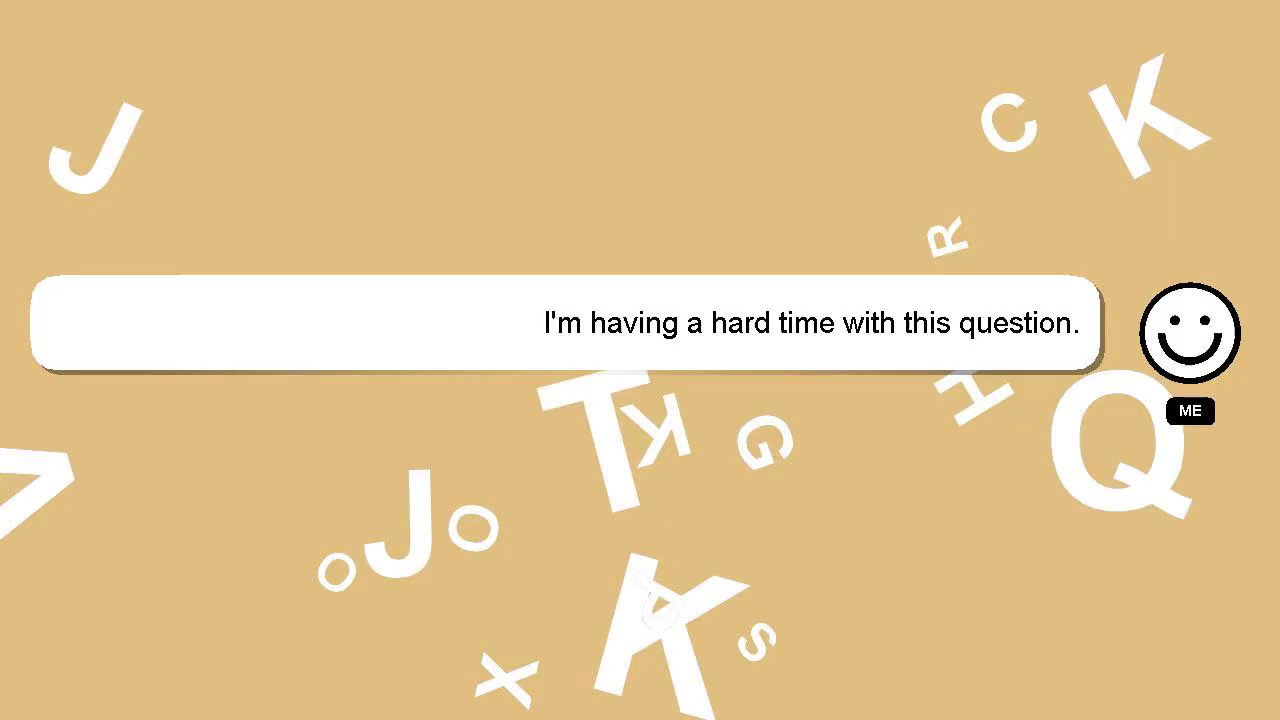 J
C
K
R
I'm having a hard time with this question.
ME
T
K
G
H
Q
J
O
O
K
S
X